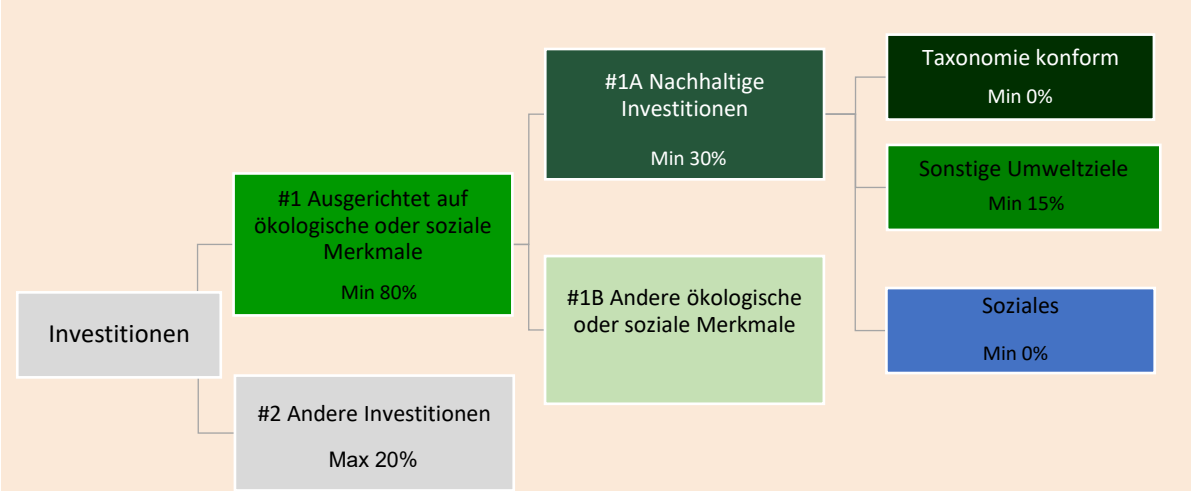 Investitionen
#1 Ausgerichtet auf
ökologische oder soziale
Merkmale
Min 80%
#2 Andere Investitionen
Max 20%
#1A Nachhaltige
Investitionen
Min 30%
#1B Andere ökologische
oder soziale Merkmale
Taxonomie konform
Min 0%
Sonstige Umweltziele
Min 15%
Soziales
Min 0%